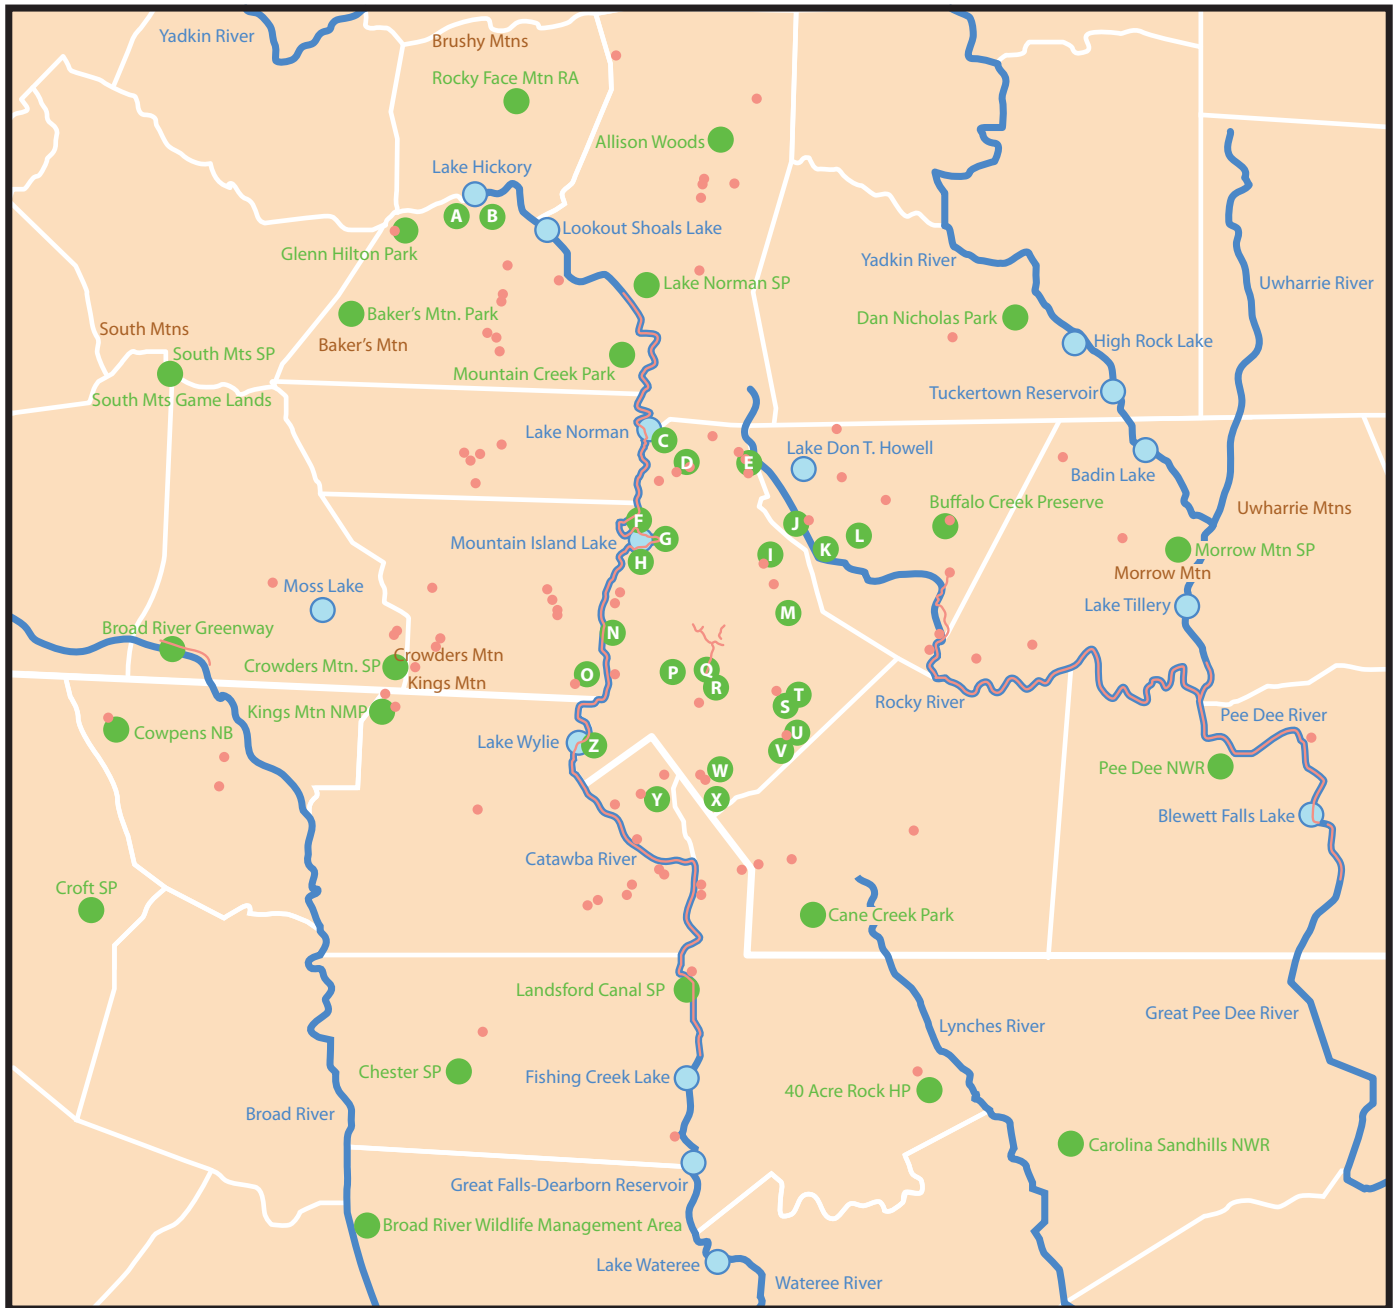 Yadkin River
Brushy Mtns
Rocky Face Mtn RA
Allison Woods
Lake Hickory
A
B
Lookout Shoals Lake
Glenn Hilton Park
Yadkin River
Uwharrie River
Lake Norman SP
Baker's Mtn. Park
Dan Nicholas Park
South Mtns
Baker's Mtn
High Rock Lake
South Mts SP
Mountain Creek Park
South Mts Game Lands
Tuckertown Reservoir
Lake Norman
C
Lake Don T. Howell
D
E
Badin Lake
Buffalo Creek Preserve
Uwharrie Mtns
F
J
Mountain Island Lake
G
L
K
I
Morrow Mtn SP
H
Morrow Mtn
Moss Lake
Lake Tillery
M
Broad River Greenway
N
Crowders Mtn
Crowders Mtn. SP
O
P
Q
Kings Mtn
R
T
Rocky River
S
Kings Mtn NMP
Pee Dee River
Cowpens NB
Lake Wylie
Z
U
V
Pee Dee NWR
W
Y
X
Blewett Falls Lake
Catawba River
Croft SP
Cane Creek Park
Landsford Canal SP
Great Pee Dee River
Lynches River
Chester SP
Fishing Creek Lake
40 Acre Rock HP
Broad River
Carolina Sandhills NWR
Great Falls-Dearborn Reservoir
Broad River Wildlife Management Area
Lake Wateree
Wateree River